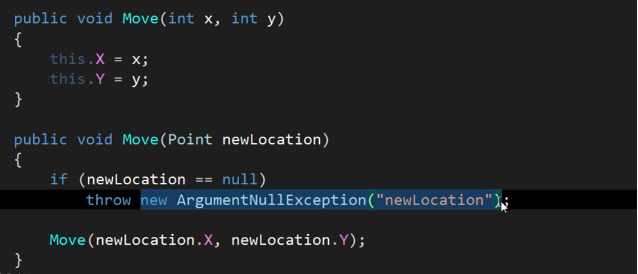 public void Move(int x, int y)
{
this.X = x;
this.Y = y;
}
public void Move(Point newLocation)
{
if (newLocation == null)
throw new ArgumentNullException("newLocation");
Move(newLocation.X, newLocation.Y);
}